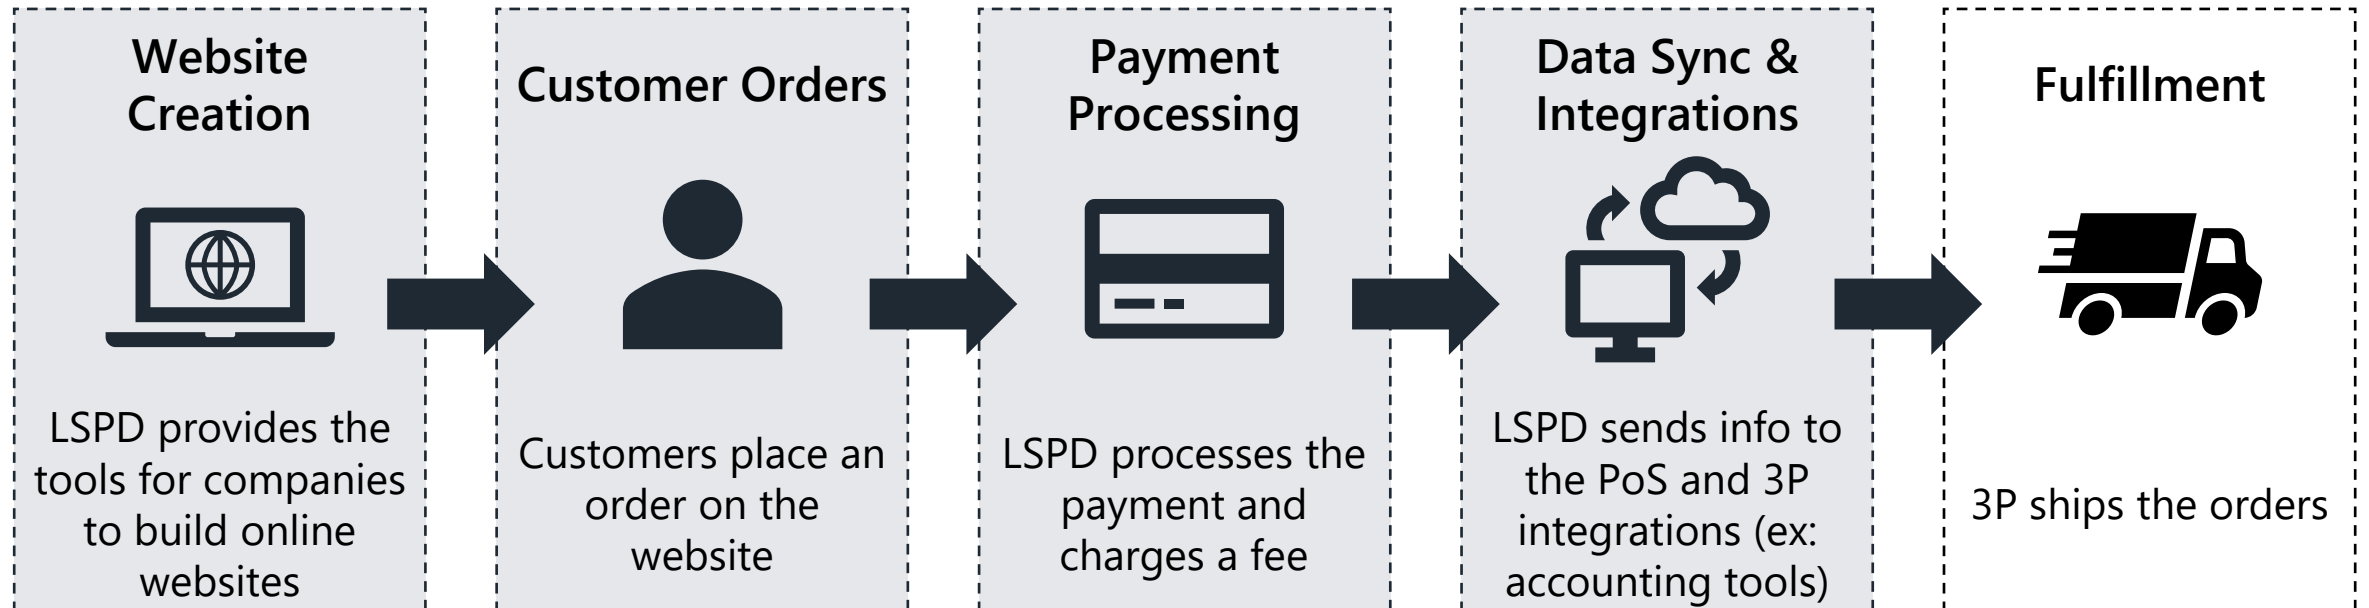 Website
Creation
LSPD provides the
tools for companies
to build online
websites
Customer Orders
Customers place an
order on the
website
Payment
Processing
LSPD processes the
payment and
charges a fee
Data Sync &
Integrations
LSPD sends info to
the PoS and 3P
integrations (ex:
accounting tools)
Fulfillment
3P ships the orders